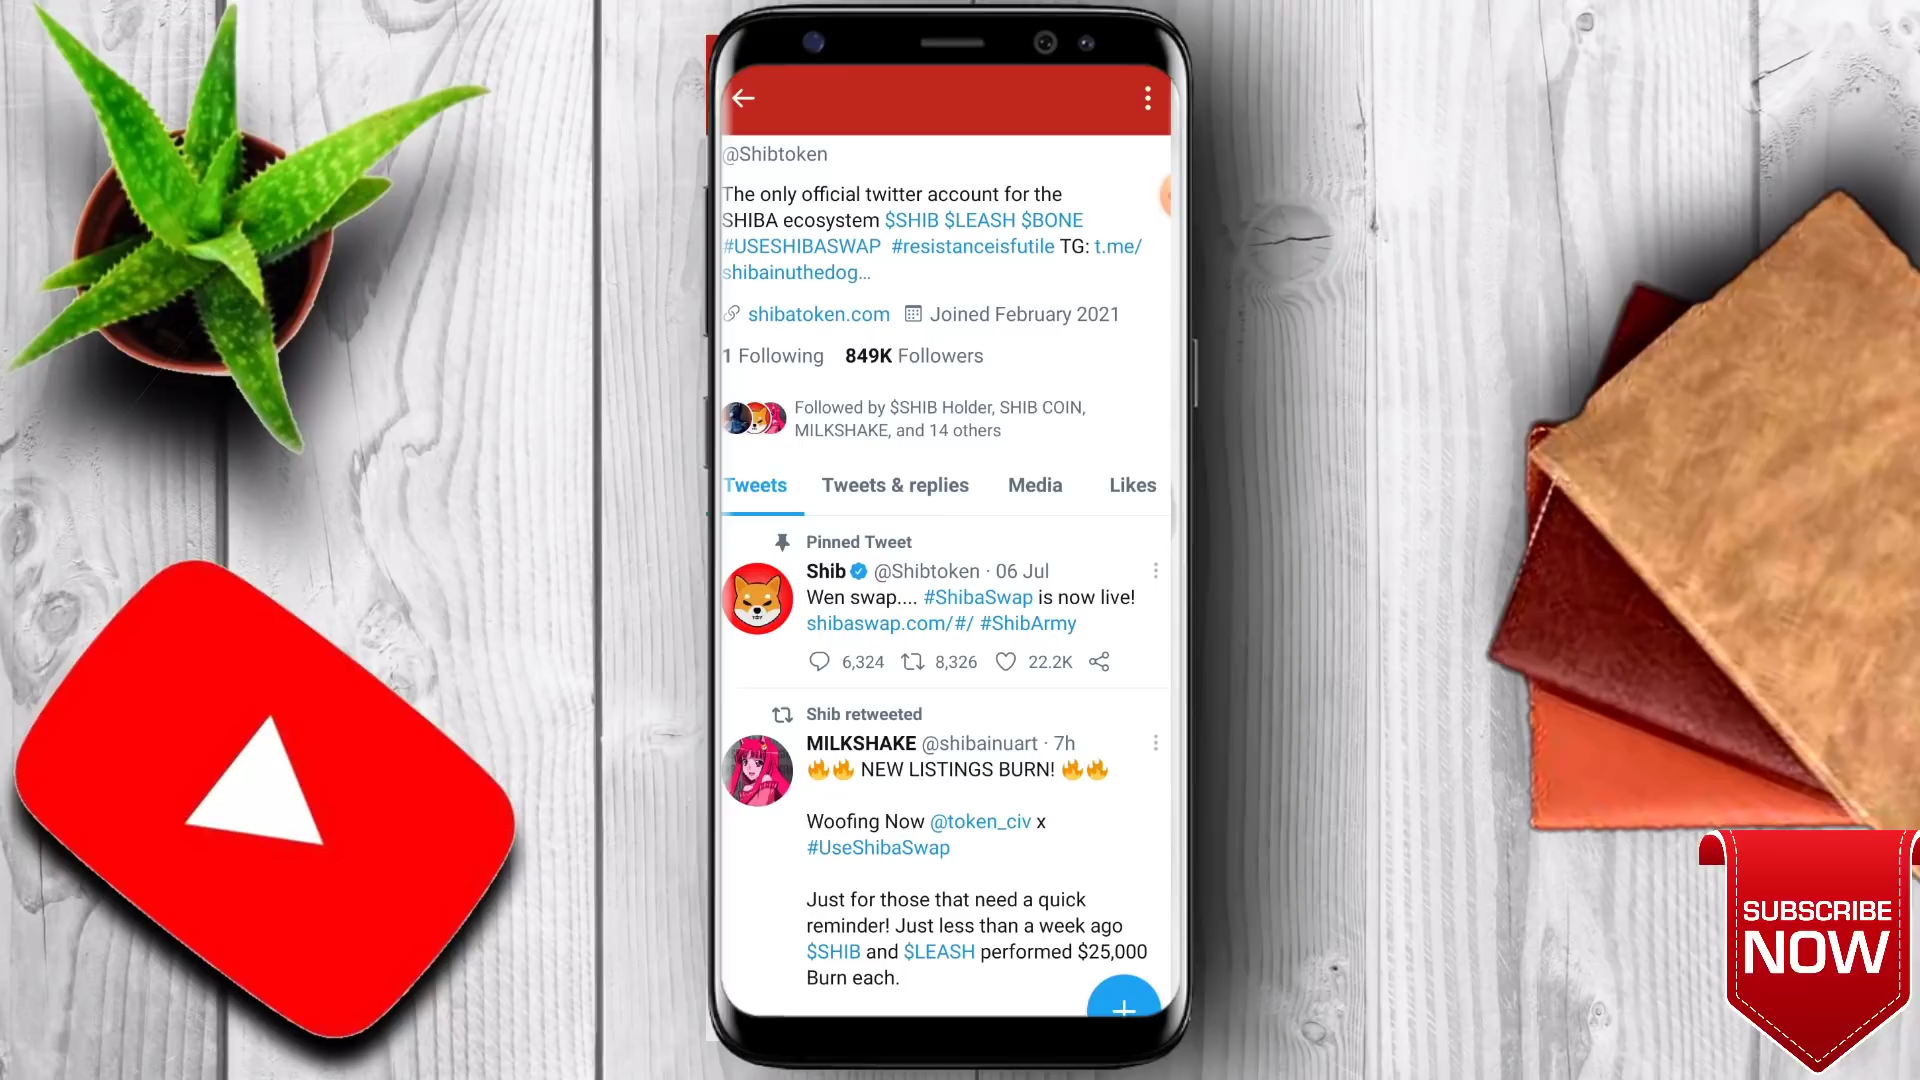 @Shibtoken
The only official twitter account for the
SHIBA ecosystem $SHIB $LEASH $BONE
#USESHIBASWAP #resistanceisfutile TG: t.me/
shibainuthedog...
shibatoken.com Joined February 2021
1 Following 849K Followers
Followed by $SHIB Holder, SHIB COIN,
MILKSHAKE, and 14 others
Tweets Tweets & replies Media Likes
Pinned Tweet
Shib @Shibtoken · 06 Jul
Wen swap.... #ShibaSwap is now live!
shibaswap.com/#/ #ShibArmy
6,324 8,326 22.2K
Shib retweeted
MILKSHAKE @shibainuart · 7h
🔥🔥 NEW LISTINGS BURN! 🔥🔥
Woofing Now @token_civ x
#UseShibaSwap
Just for those that need a quick
reminder! Just less than a week ago
$SHIB and $LEASH performed $25,000
Burn each.
SUBSCRIBE
NOW